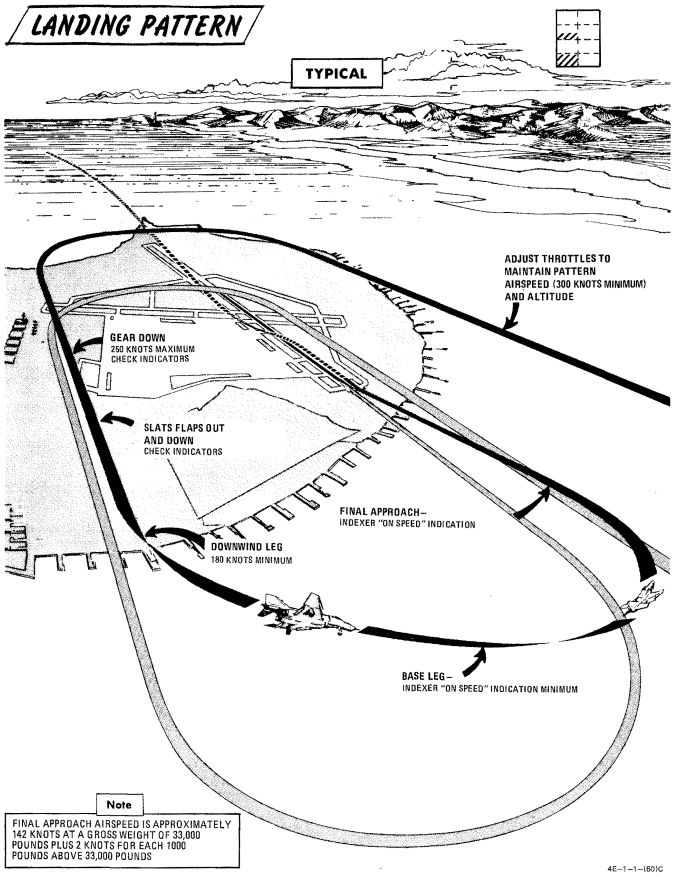 LANDING PATTERN
TYPICAL
ADJUST THROTTLES TO
MAINTAIN PATTERN
AIRSPEED (300 KNOTS MINIMUM)
AND ALTITUDE
GEAR DOWN
250 KNOTS MAXIMUM
CHECK INDICATORS
SLATS FLAPS OUT
AND DOWN
CHECK INDICATORS
FINAL APPROACH—
INDEXER "ON SPEED" INDICATION
DOWNWIND LEG
180 KNOTS MINIMUM
BASE LEG—
INDEXER "ON SPEED" INDICATION MINIMUM
Note
FINAL APPROACH AIRSPEED IS APPROXIMATELY
142 KNOTS AT A GROSS WEIGHT OF 33,000
POUNDS PLUS 2 KNOTS FOR EACH 1000
POUNDS ABOVE 33,000 POUNDS
4E-1-1-(60)C